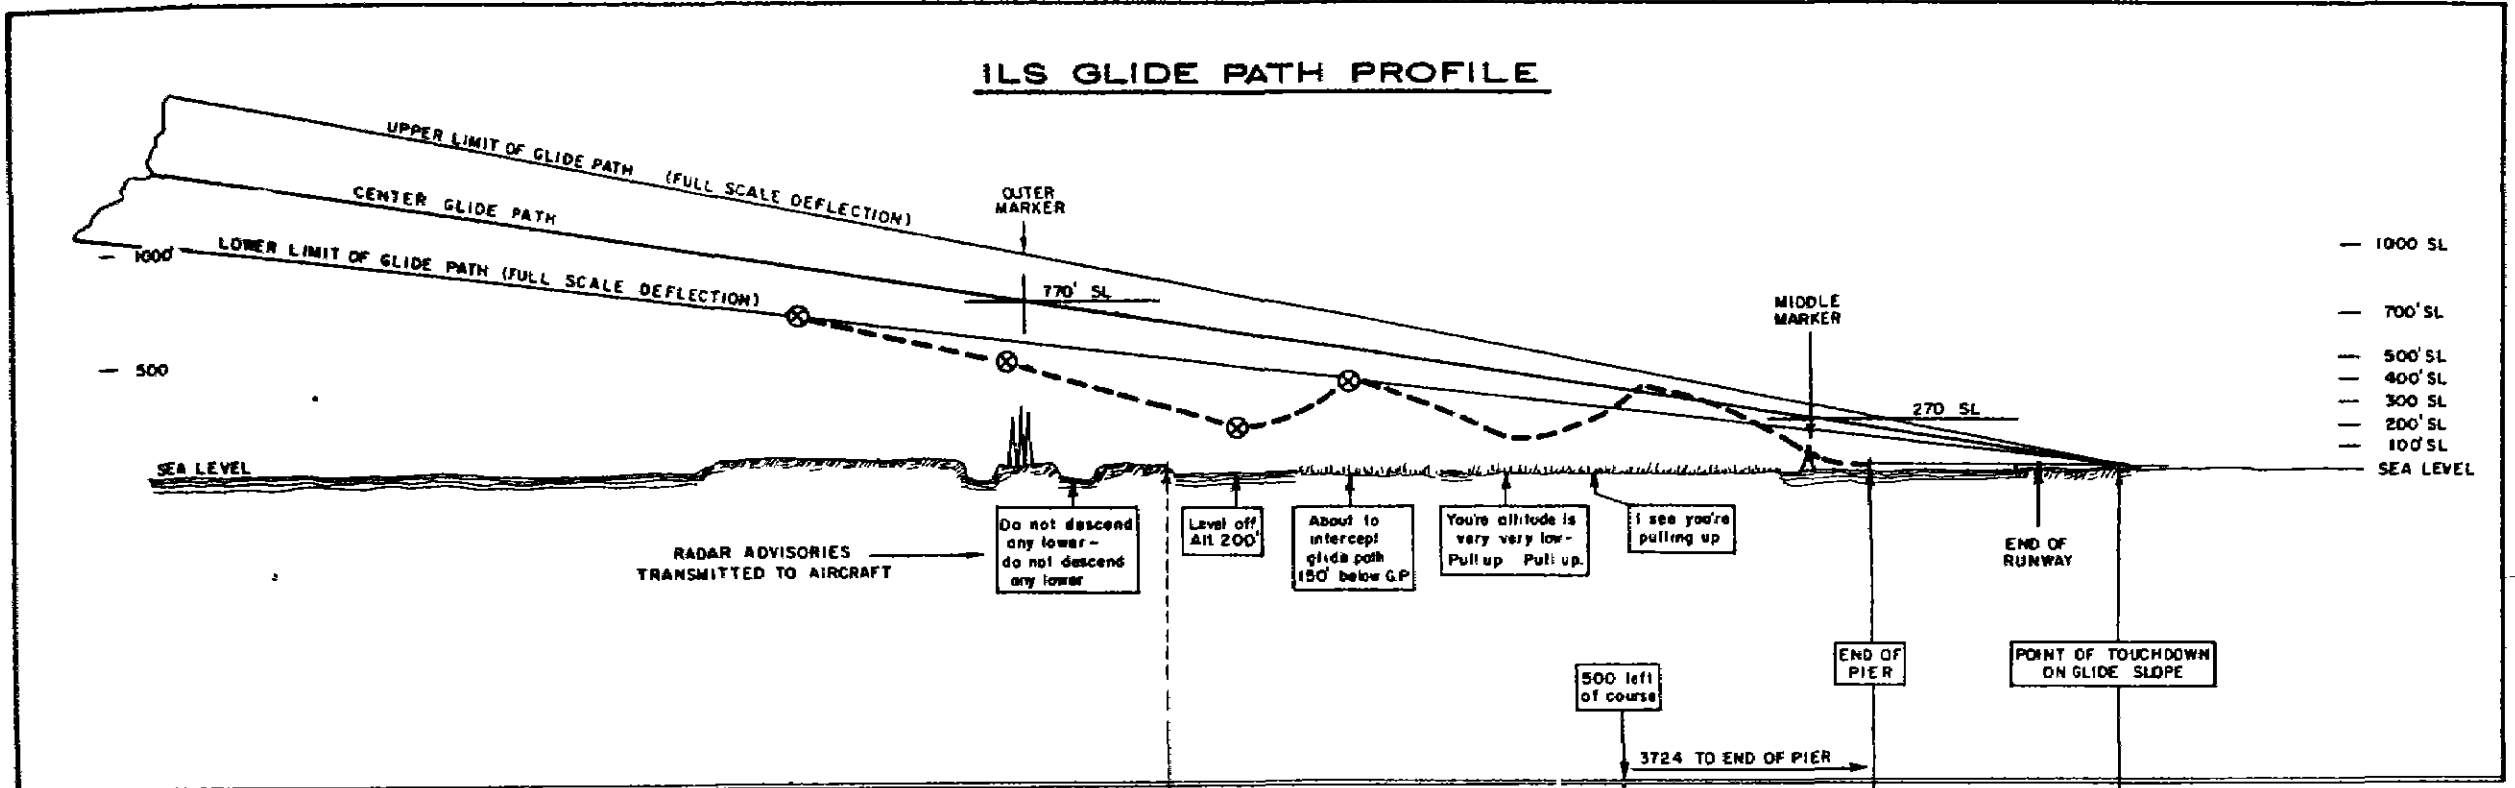 ILS GLIDE PATH PROFILE
UPPER LIMIT OF GLIDE PATH (FULL SCALE DEFLECTION)
CENTER GLIDE PATH
LOWER LIMIT OF GLIDE PATH (FULL SCALE DEFLECTION)
OUTER
MARKER
770' SL
MIDDLE
MARKER
270 SL
1000'
500
SEA LEVEL
1000 SL
700' SL
500' SL
400' SL
300 SL
200' SL
100' SL
SEA LEVEL
RADAR ADVISORIES
TRANSMITTED TO AIRCRAFT
Do not descend
any lower -
do not descend
any lower
Level off
Alt. 200'
About to
intercept
glide path
150' below G.P
You're altitude is
very very low -
Pull up Pull up.
I see you're
pulling up
END OF
RUNWAY
500 left
of course
END OF
PIER
POINT OF TOUCHDOWN
ON GLIDE SLOPE
3724 TO END OF PIER